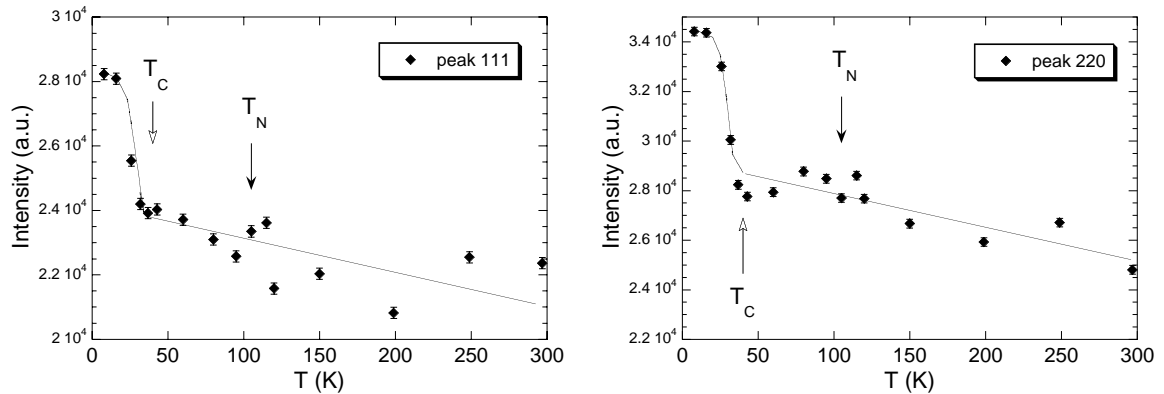 3 10⁴
2.8 10⁴
2.6 10⁴
2.4 10⁴
2.2 10⁴
2 10⁴
Intensity (a.u.)
peak 111
T_C
T_N
0 50 100 150 200 250 300
T (K)
3.4 10⁴
3.2 10⁴
3 10⁴
2.8 10⁴
2.6 10⁴
2.4 10⁴
2.2 10⁴
Intensity (a.u.)
peak 220
T_N
T_C
0 50 100 150 200 250 300
T (K)